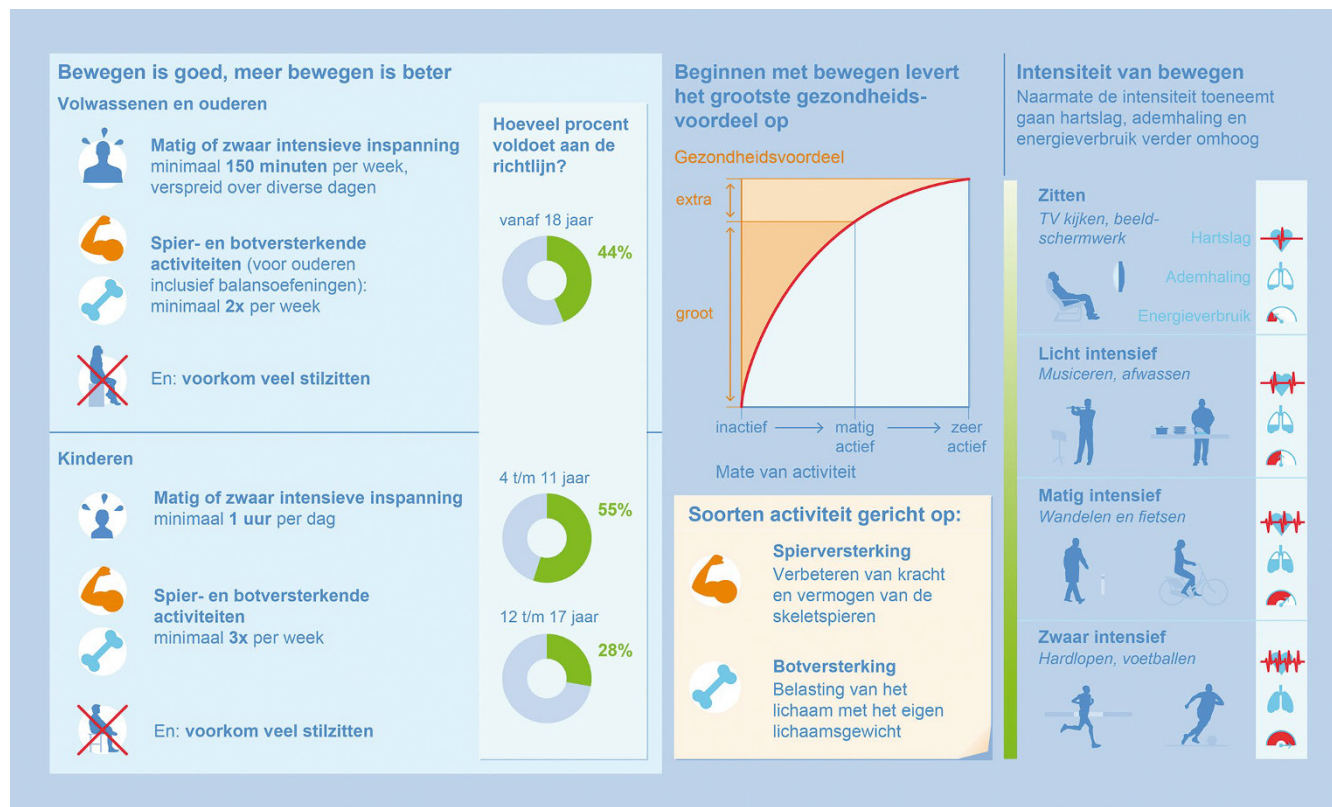 Bewegen is goed, meer bewegen is beter
Volwassenen en ouderen
Matig of zwaar intensieve inspanning
minimaal 150 minuten per week,
verspreid over diverse dagen
Spier- en botversterkende
activiteiten (voor ouderen
inclusief balansoefeningen):
minimaal 2x per week
En: voorkom veel stilzitten
Hoeveel procent
voldoet aan de
richtlijn?
vanaf 18 jaar
44%
Kinderen
Matig of zwaar intensieve inspanning
minimaal 1 uur per dag
Spier- en botversterkende
activiteiten
minimaal 3x per week
En: voorkom veel stilzitten
4 t/m 11 jaar
55%
12 t/m 17 jaar
28%
Beginnen met bewegen levert
het grootste gezondheids-
voordeel op
Gezondheidsvoordeel
extra
groot
inactief
matig
actief
zeer
actief
Mate van activiteit
Soorten activiteit gericht op:
Spierversterking
Verbeteren van kracht
en vermogen van de
skeletspieren
Botversterking
Belasting van het
lichaam met het eigen
lichaamsgewicht
Intensiteit van bewegen
Naarmate de intensiteit toeneemt
gaan hartslag, ademhaling en
energieverbruik verder omhoog
Zitten
TV kijken, beeld-
schermwerk
Hartslag
Ademhaling
Energieverbruik
Licht intensief
Musiceren, afwassen
Matig intensief
Wandelen en fietsen
Zwaar intensief
Hardlopen, voetballen